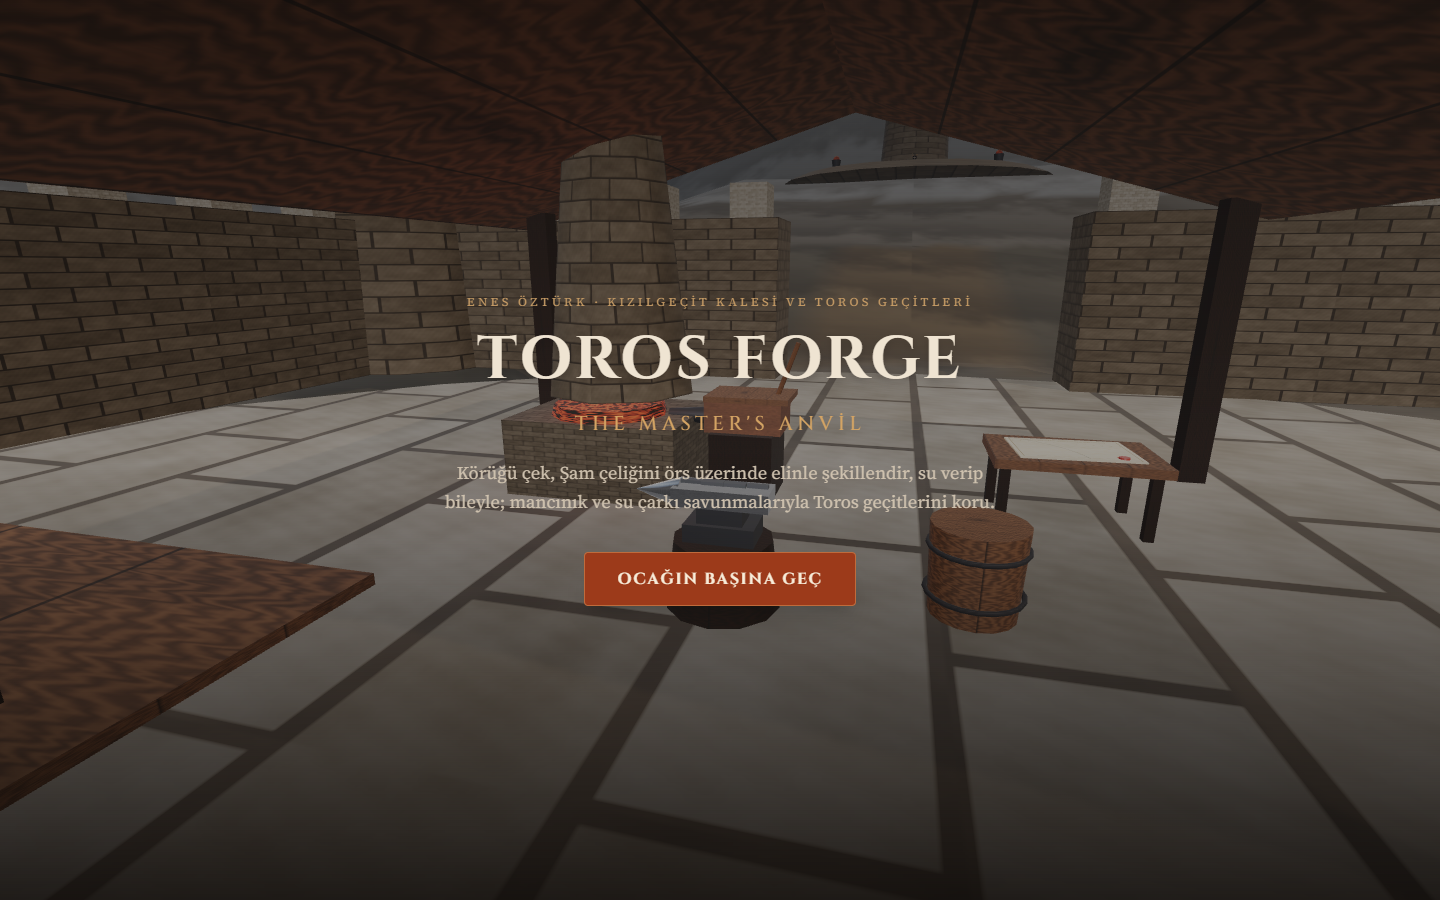 ENES ÖZTÜRK · KIZILGEÇİT KALESİ VE TOROS GEÇİTLERİ
TOROS FORGE
THE MASTER'S ANVİL
Körüğü çek, Şam çeliğini örs üzerinde elinle şekillendir, su verip
bileyle; mancınık ve su çarkı savunmalarıyla Toros geçitlerini koru.
OCAĞIN BAŞINA GEÇ